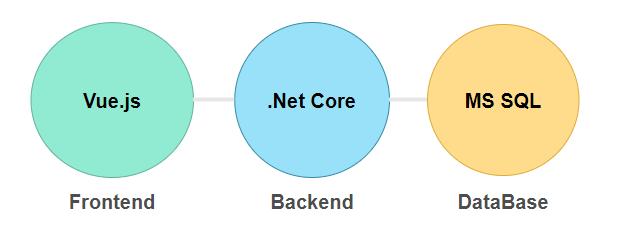 Vue.js
.Net Core
MS SQL
Frontend
Backend
DataBase